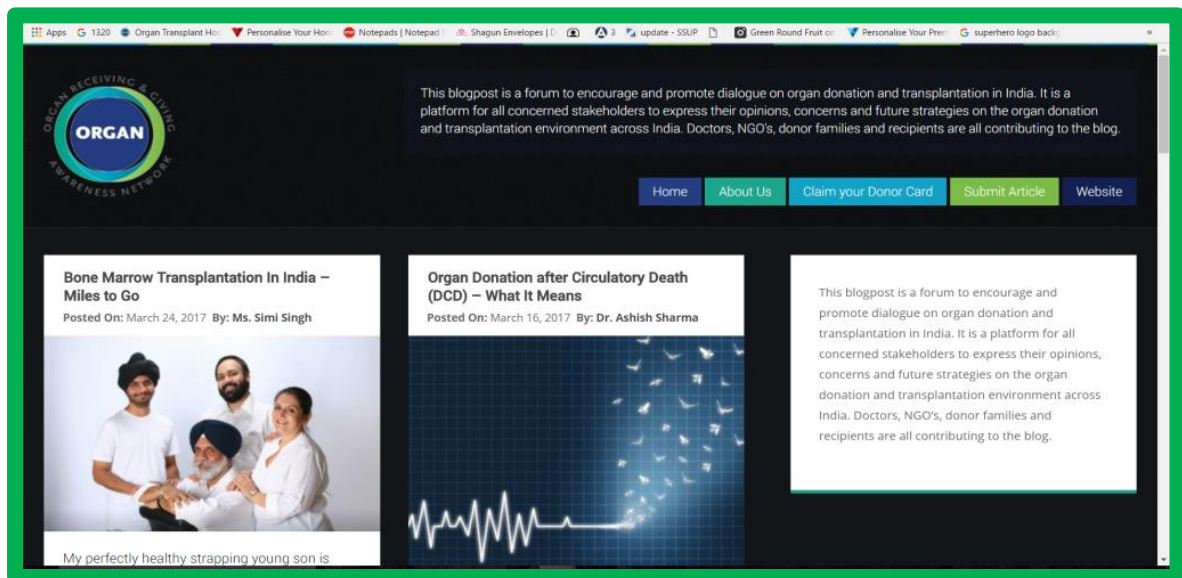 Apps
1320
Organ Transplant Ho
Personalise Your Hon
Notepads | Notepad
Shagun Envelopes | D
3
update - SSUP
Green Round Fruit on
Personalise Your Prem
superhero logo back
»
ORGAN RECEIVING & GIVING
ORGAN
AWARENESS NETWORK
This blogpost is a forum to encourage and promote dialogue on organ donation and transplantation in India. It is a
platform for all concerned stakeholders to express their opinions, concerns and future strategies on the organ donation
and transplantation environment across India. Doctors, NGO's, donor families and recipients are all contributing to the blog.
Home About Us Claim your Donor Card Submit Article Website
Bone Marrow Transplantation In India –
Miles to Go
Posted On: March 24, 2017 By: Ms. Simi Singh
My perfectly healthy strapping young son is
Organ Donation after Circulatory Death
(DCD) – What It Means
Posted On: March 16, 2017 By: Dr. Ashish Sharma
This blogpost is a forum to encourage and
promote dialogue on organ donation and
transplantation in India. It is a platform for all
concerned stakeholders to express their opinions,
concerns and future strategies on the organ
donation and transplantation environment across
India. Doctors, NGO's, donor families and
recipients are all contributing to the blog.